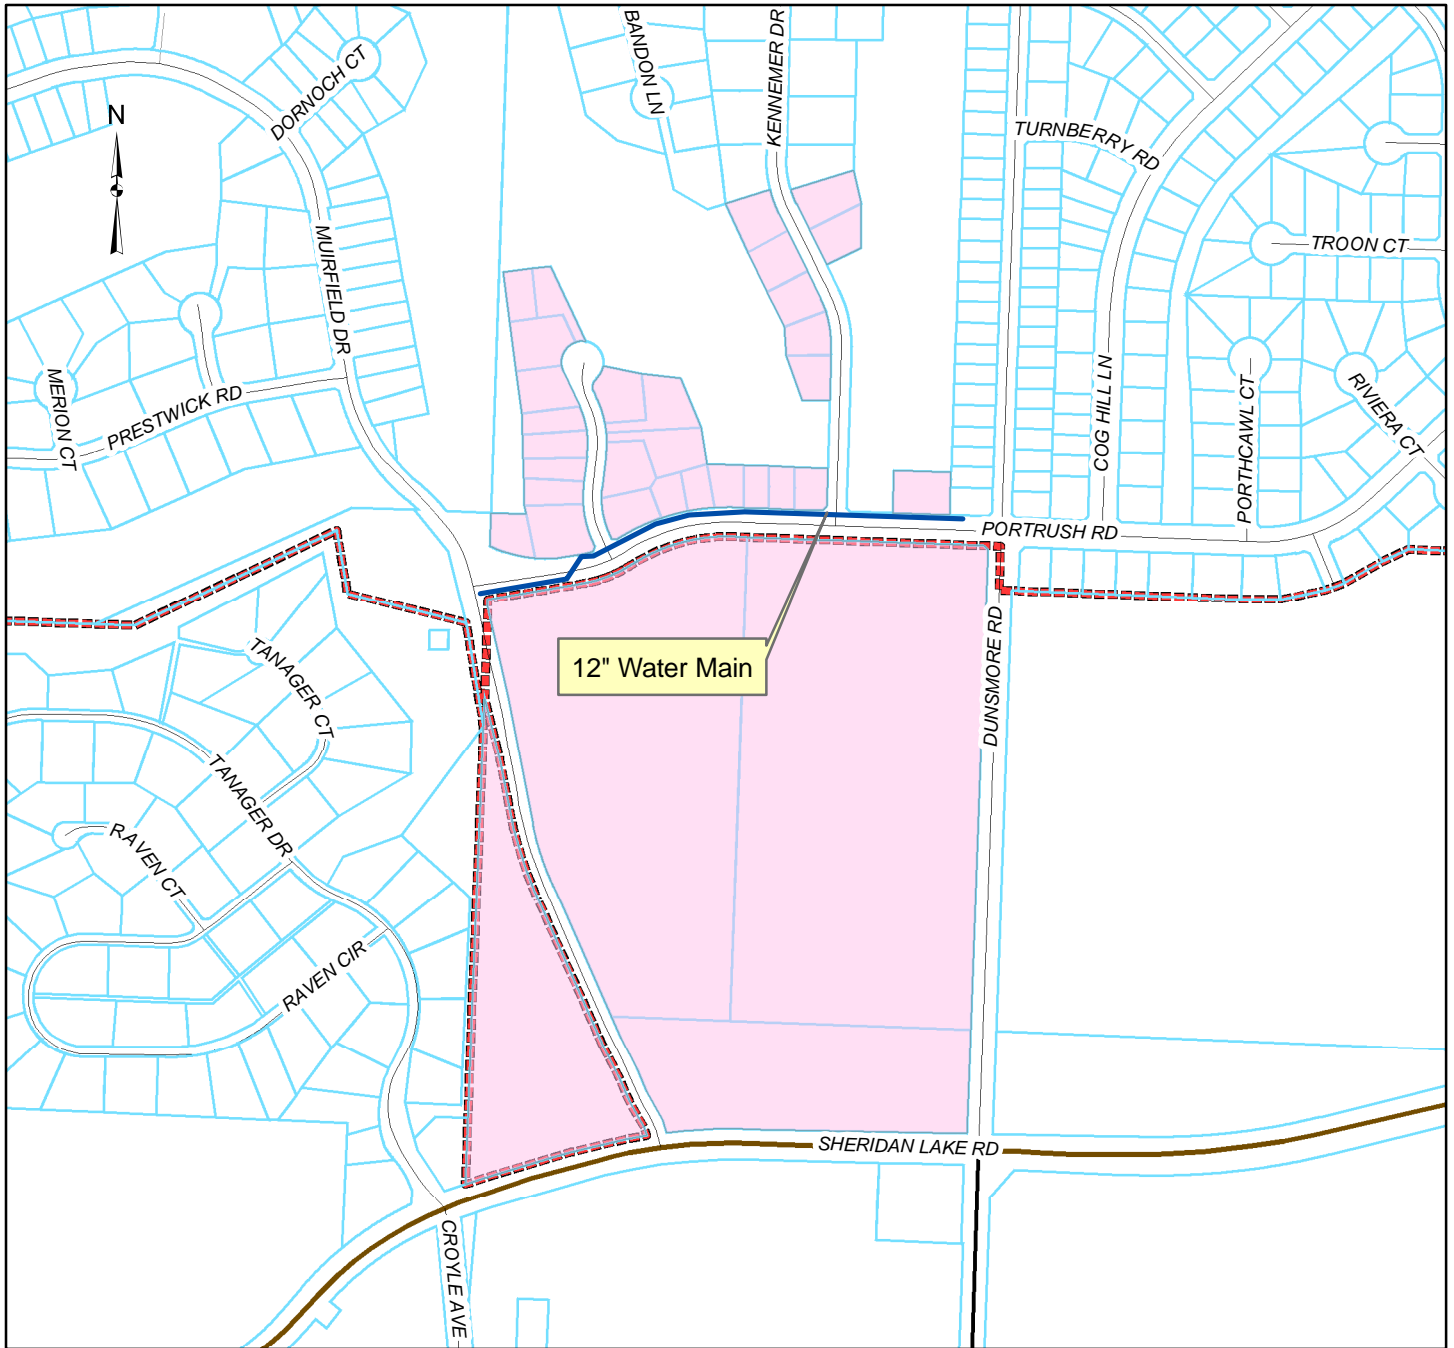 BANDON LN
KENNEMER DR
DORNOCH CT
N
TURNBERRY RD
MUIRFIELD DR
TROON CT
MERION CT
PRESTWICK RD
COG HILL LN
PORTHCAWL CT
RIVIERA CT
PORTRUSH RD
12" Water Main
DUNSMORE RD
TANAGER CT
TANAGER DR
RAVEN CT
RAVEN CIR
SHERIDAN LAKE RD
CROYLE AVE